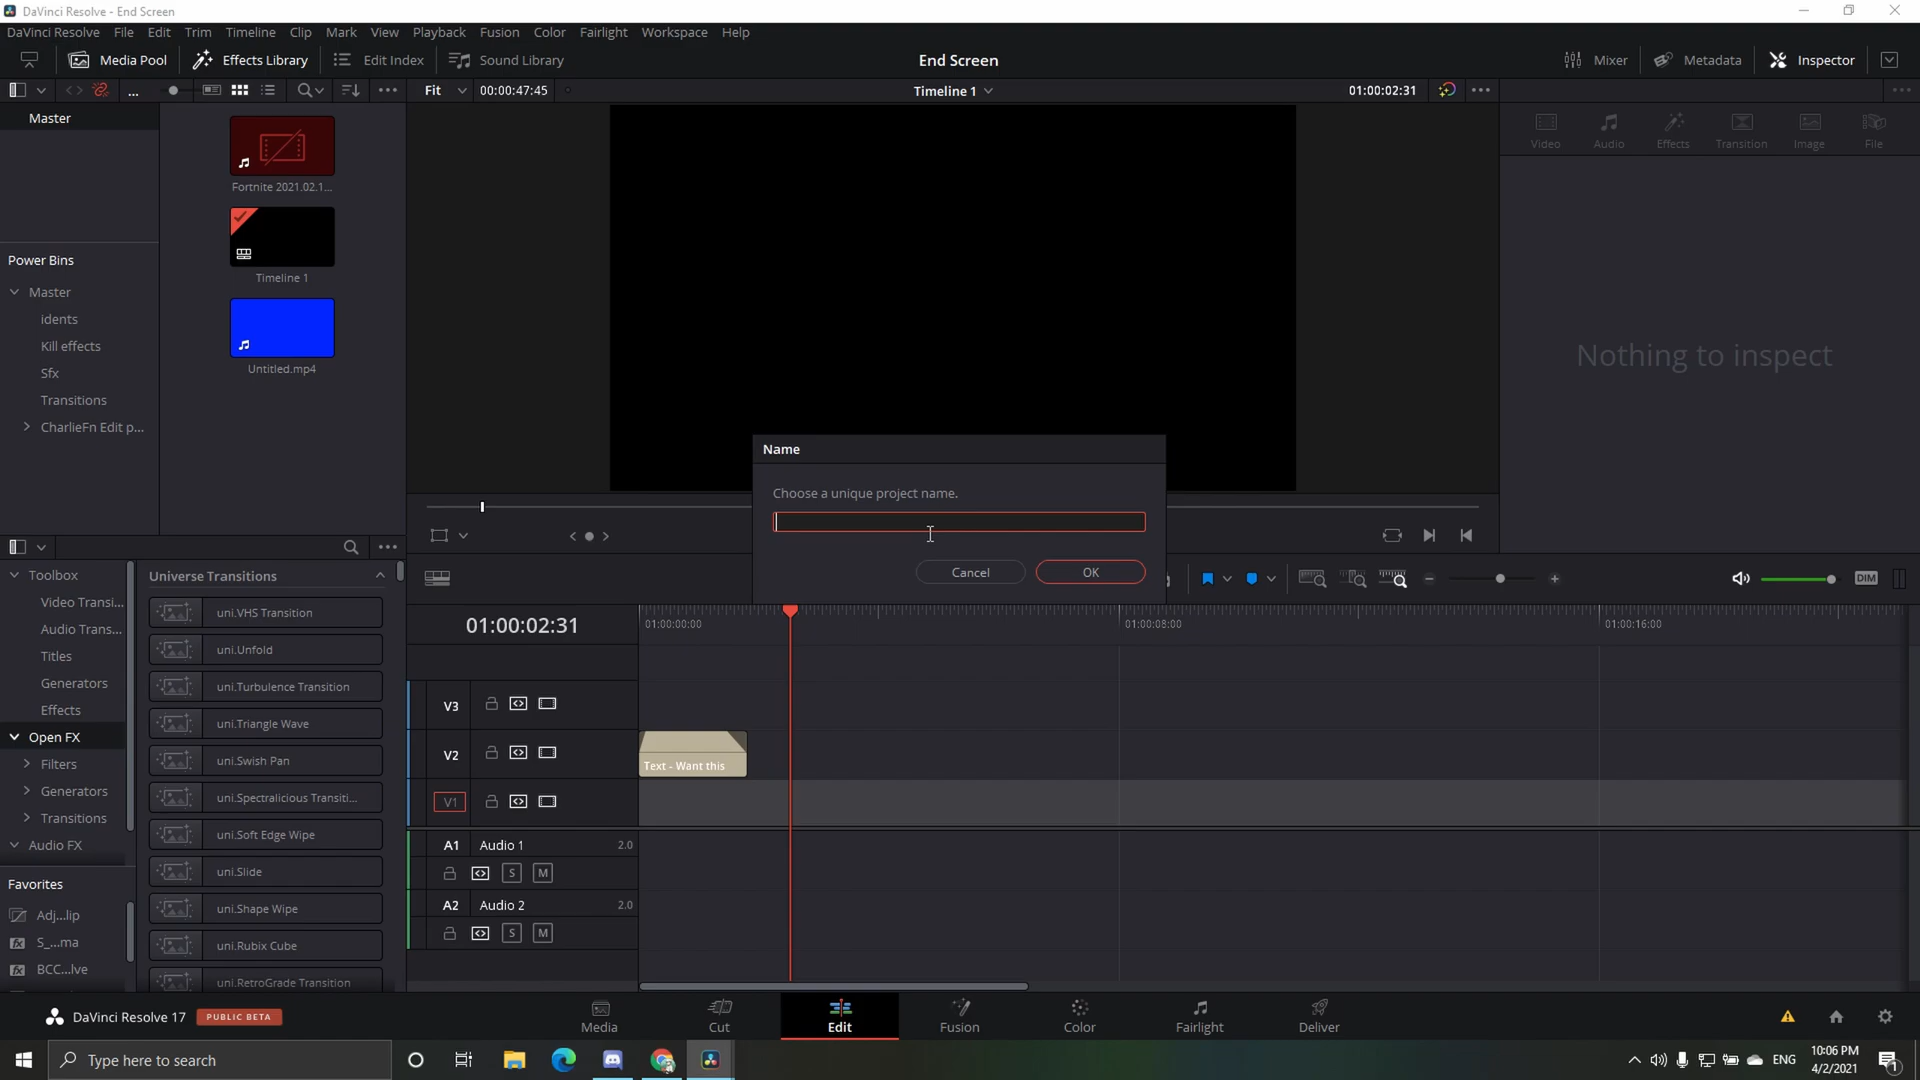 DaVinci Resolve - End Screen
DaVinci Resolve File Edit Trim Timeline Clip Mark View Playback Fusion Color Fairlight Workspace Help
Media Pool Effects Library Edit Index Sound Library End Screen Mixer Metadata Inspector
... Fit 00:00:47:45 Timeline 1 01:00:02:31
Master
Video Audio Effects Transition Image File
Fortnite 2021.02.1...
Power Bins
Timeline 1
Master
idents
Kill effects
Nothing to inspect
Untitled.mp4
Sfx
Transitions
CharlieFn Edit p...
Name
Choose a unique project name.
Cancel OK
DIM
Toolbox
Video Transi...
Audio Trans...
Titles
Generators
Effects
Open FX
Filters
Generators
Transitions
Audio FX
Favorites
Adj...lip
S_...ma
BCC...lve
Universe Transitions
uni.VHS Transition
uni.Unfold
uni.Turbulence Transition
uni.Triangle Wave
uni.Swish Pan
uni.Spectralicious Transiti...
uni.Soft Edge Wipe
uni.Slide
uni.Shape Wipe
uni.Rubix Cube
uni.RetroGrade Transition
01:00:02:31 01:00:00:00 01:00:08:00 01:00:16:00
V3
V2
Text - Want this
V1
A1 Audio 1 2.0
S M
A2 Audio 2 2.0
S M
DaVinci Resolve 17 PUBLIC BETA
Media Cut Edit Fusion Color Fairlight Deliver
Type here to search
ENG
10:06 PM
4/2/2021
1